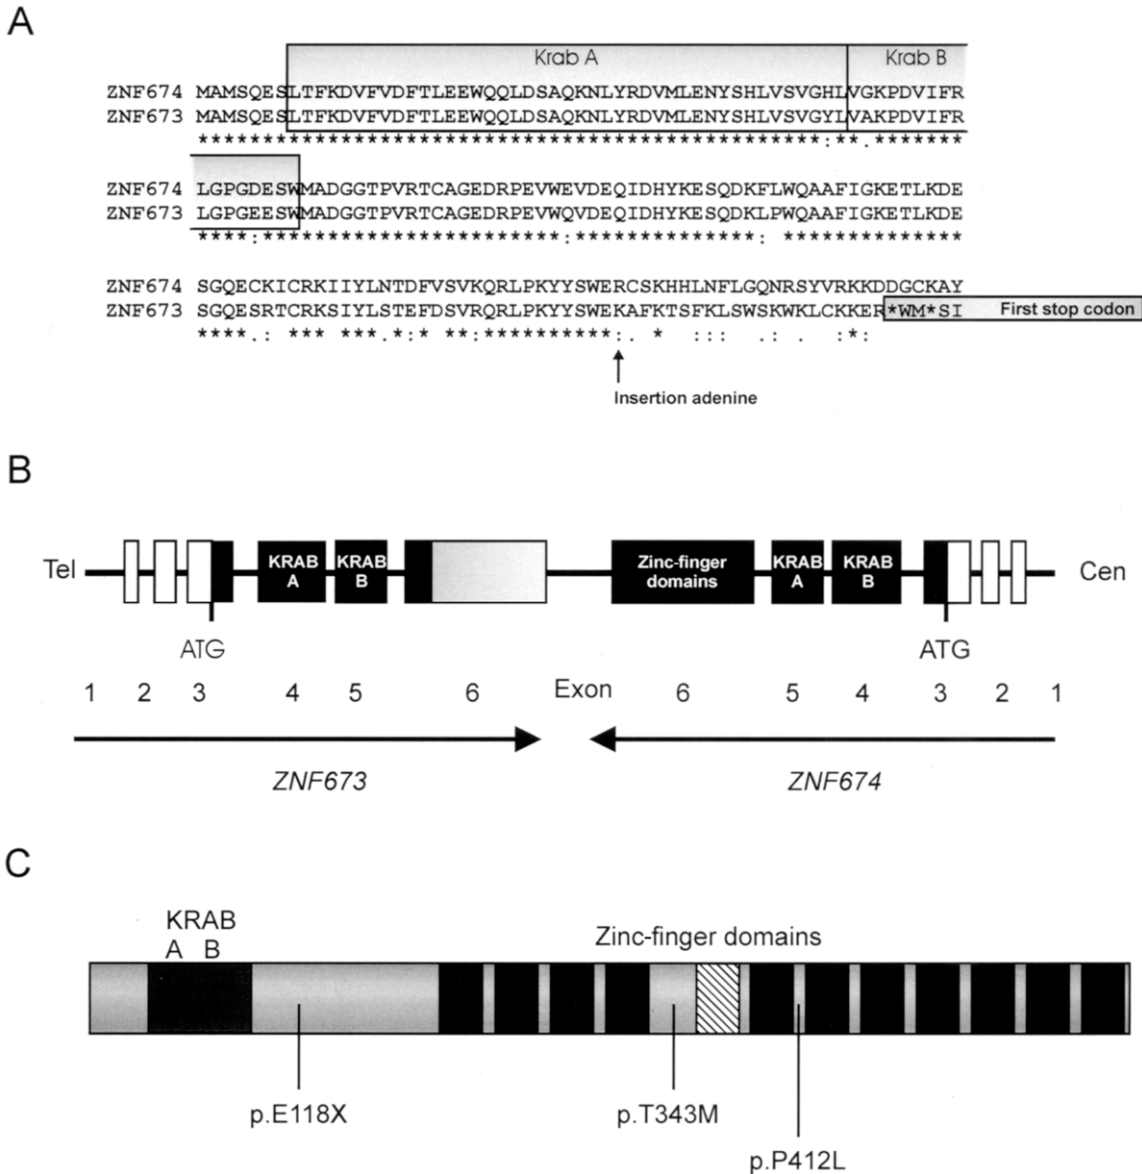 A
Krab A Krab B
ZNF674 MAMSQESLTFKDVFVDFTLEEWQQLDSAQKNLYRDVMLENYSHLVSVGHLVGKPDVIFR
ZNF673 MAMSQESLTFKDVFVDFTLEEWQQLDSAQKNLYRDVMLENYSHLVSVGYLVAKPDVIFR
************************************************:**.*******
ZNF674 LGPGDESWMADGGTPVRTCAGEDRPEVWEVDEQIDHYKESQDKFLWQAAFIGKETLKDE
ZNF673 LGPGEESWMADGGTPVRTCAGEDRPEVWQVDEQIDHYKESQDKLPWQAAFIGKETLKDE
****:***********************:**************: **************
ZNF674 SGQECKICRKIIYLNTDFVSVKQRLPKYYSWERCSKHHLNFLGQNRSYVRKKDDGCKAY
ZNF673 SGQESRTCRKSIYLSTEFDSVRQRLPKYYSWEKAFKTSFKLSWSKWKLCKKER*WM*SI First stop codon
****.: *** ***.*:* **:**********:. * ::: :. . :*:
Insertion adenine
B
Tel KRAB A KRAB B Zinc-finger domains KRAB A KRAB B Cen
ATG ATG
1 2 3 4 5 6 Exon 6 5 4 3 2 1
ZNF673 ZNF674
C
KRAB
A B Zinc-finger domains
p.E118X p.T343M
p.P412L